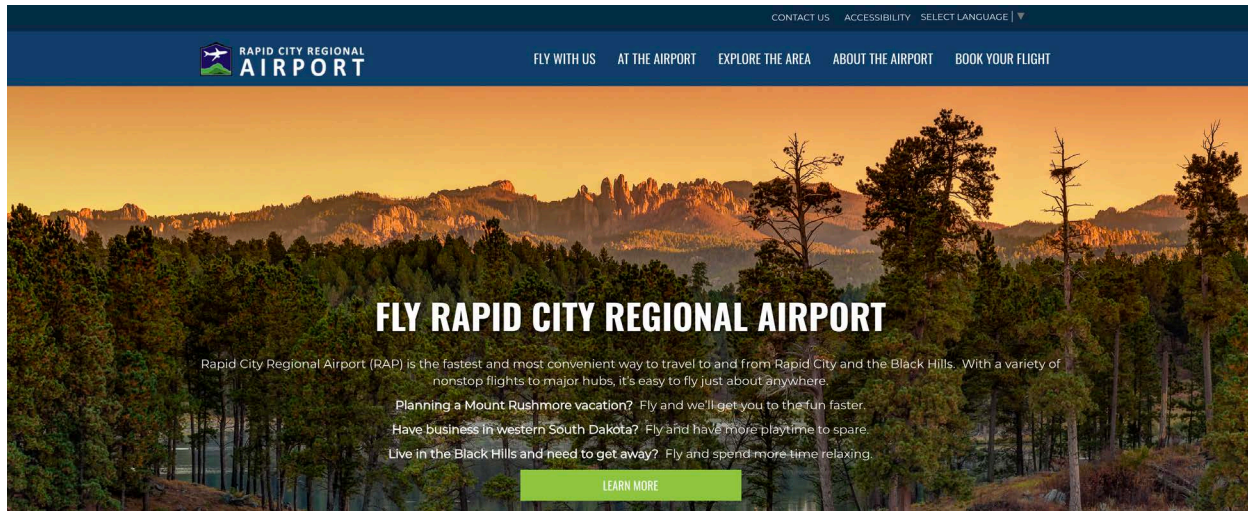 CONTACT US ACCESSIBILITY SELECT LANGUAGE | ▼
RAPID CITY REGIONAL
AIRPORT
FLY WITH US AT THE AIRPORT EXPLORE THE AREA ABOUT THE AIRPORT BOOK YOUR FLIGHT
FLY RAPID CITY REGIONAL AIRPORT
Rapid City Regional Airport (RAP) is the fastest and most convenient way to travel to and from Rapid City and the Black Hills. With a variety of
nonstop flights to major hubs, it's easy to fly just about anywhere.
Planning a Mount Rushmore vacation? Fly and we'll get you to the fun faster.
Have business in western South Dakota? Fly and have more playtime to spare.
Live in the Black Hills and need to get away? Fly and spend more time relaxing.
LEARN MORE